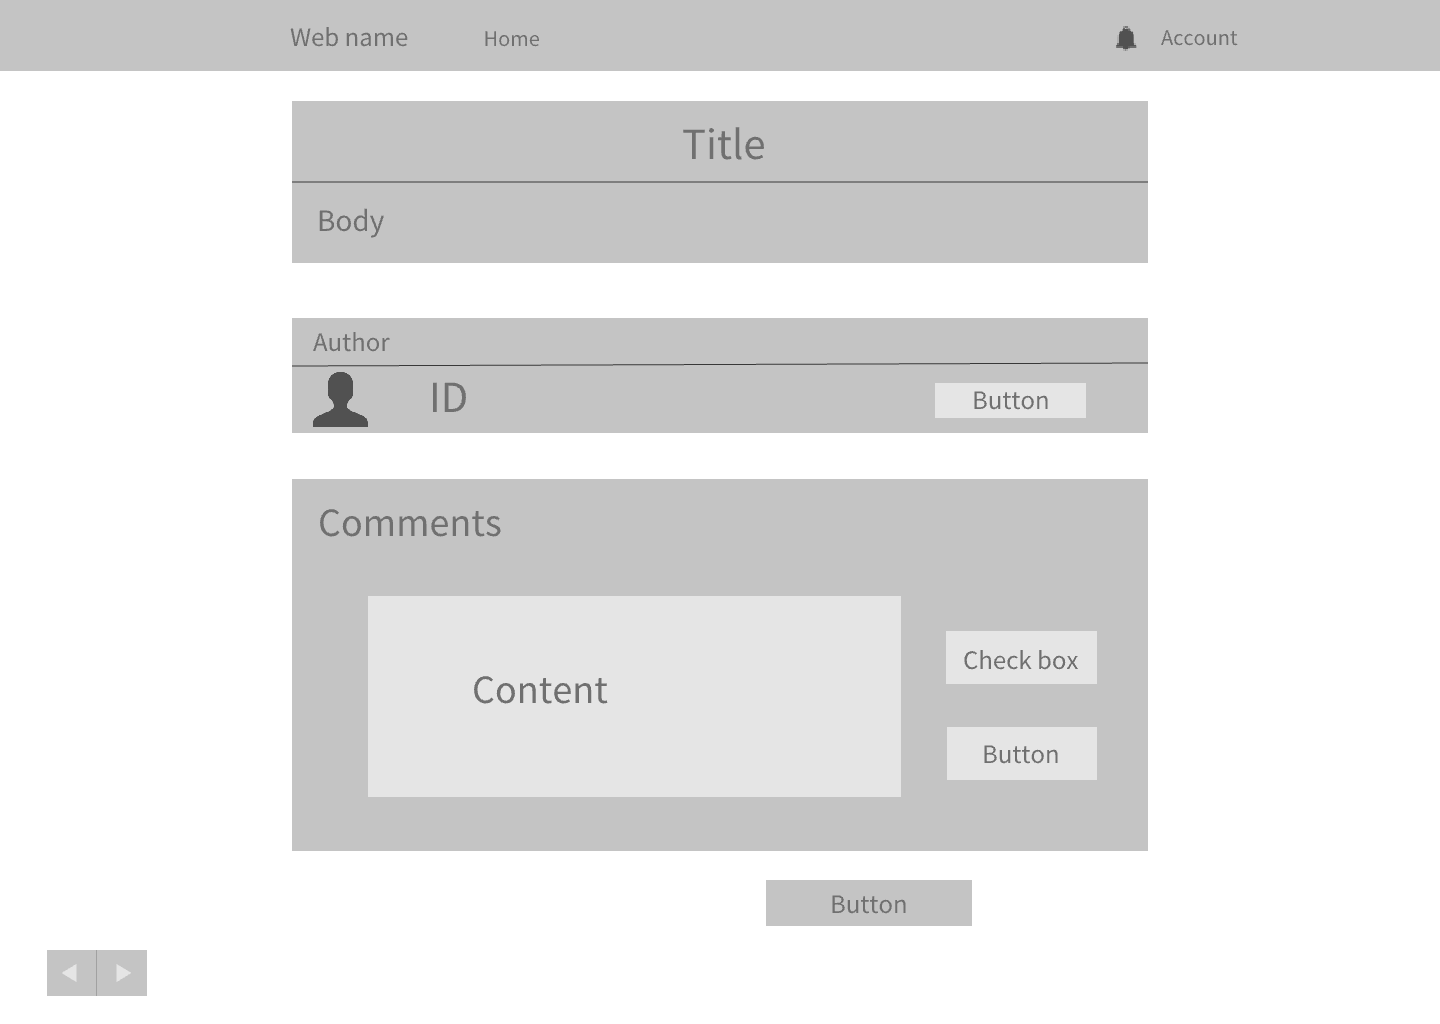 Web name
Home
Account
Title
Body
Author
ID
Button
Comments
Content
Check box
Button
Button